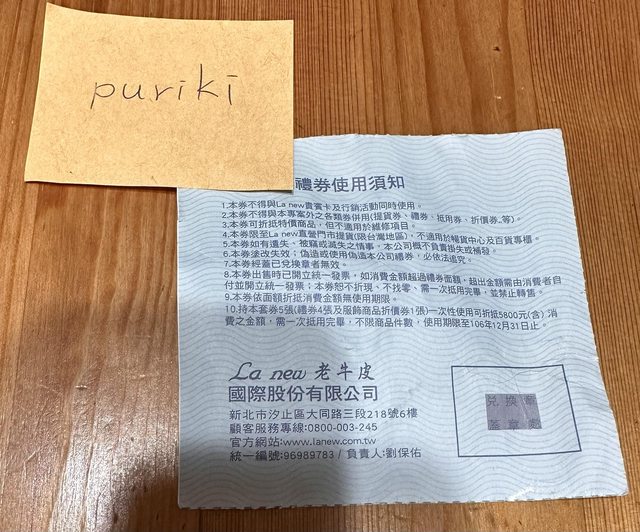 puriki
禮券使用須知
1.本券不得與La new貴賓卡及行銷活動同時使用。
2.本券不得與本專案外之各類券併用(提貨券、禮券、抵用券、折價券..等)。
3.本券可折抵特價商品,但不適用於維修項目。
4.本券限至La new直營門市提貨(限台灣地區),不適用於暢貨中心及百貨專櫃。
5.本券如有遺失、被竊或滅失之情事,本公司概不負責掛失或補發。
6.本券塗改失效;偽造或使用偽造本公司禮券,必依法追究。
7.本券經蓋已兌換章者無效。
8.本券出售時已開立統一發票,如消費金額超過禮券面額,超出金額需由消費者自
付並開立統一發票;本券恕不折現、不找零、需一次抵用完畢,並禁止轉售。
9.本券依面額折抵消費金額無使用期限。
10.持本套券5張(禮券4張及服飾商品折價券1張)一次性使用可折抵5800元(含)消
費之金額,需一次抵用完畢,不限商品件數,使用期限至106年12月31日止。
La new 老牛皮
國際股份有限公司
新北市汐止區大同路三段218號6樓
顧客服務專線:0800-003-245
官方網站:www.lanew.com.tw
統一編號:96989783 / 負責人:劉保佑
兌換章
蓋章處